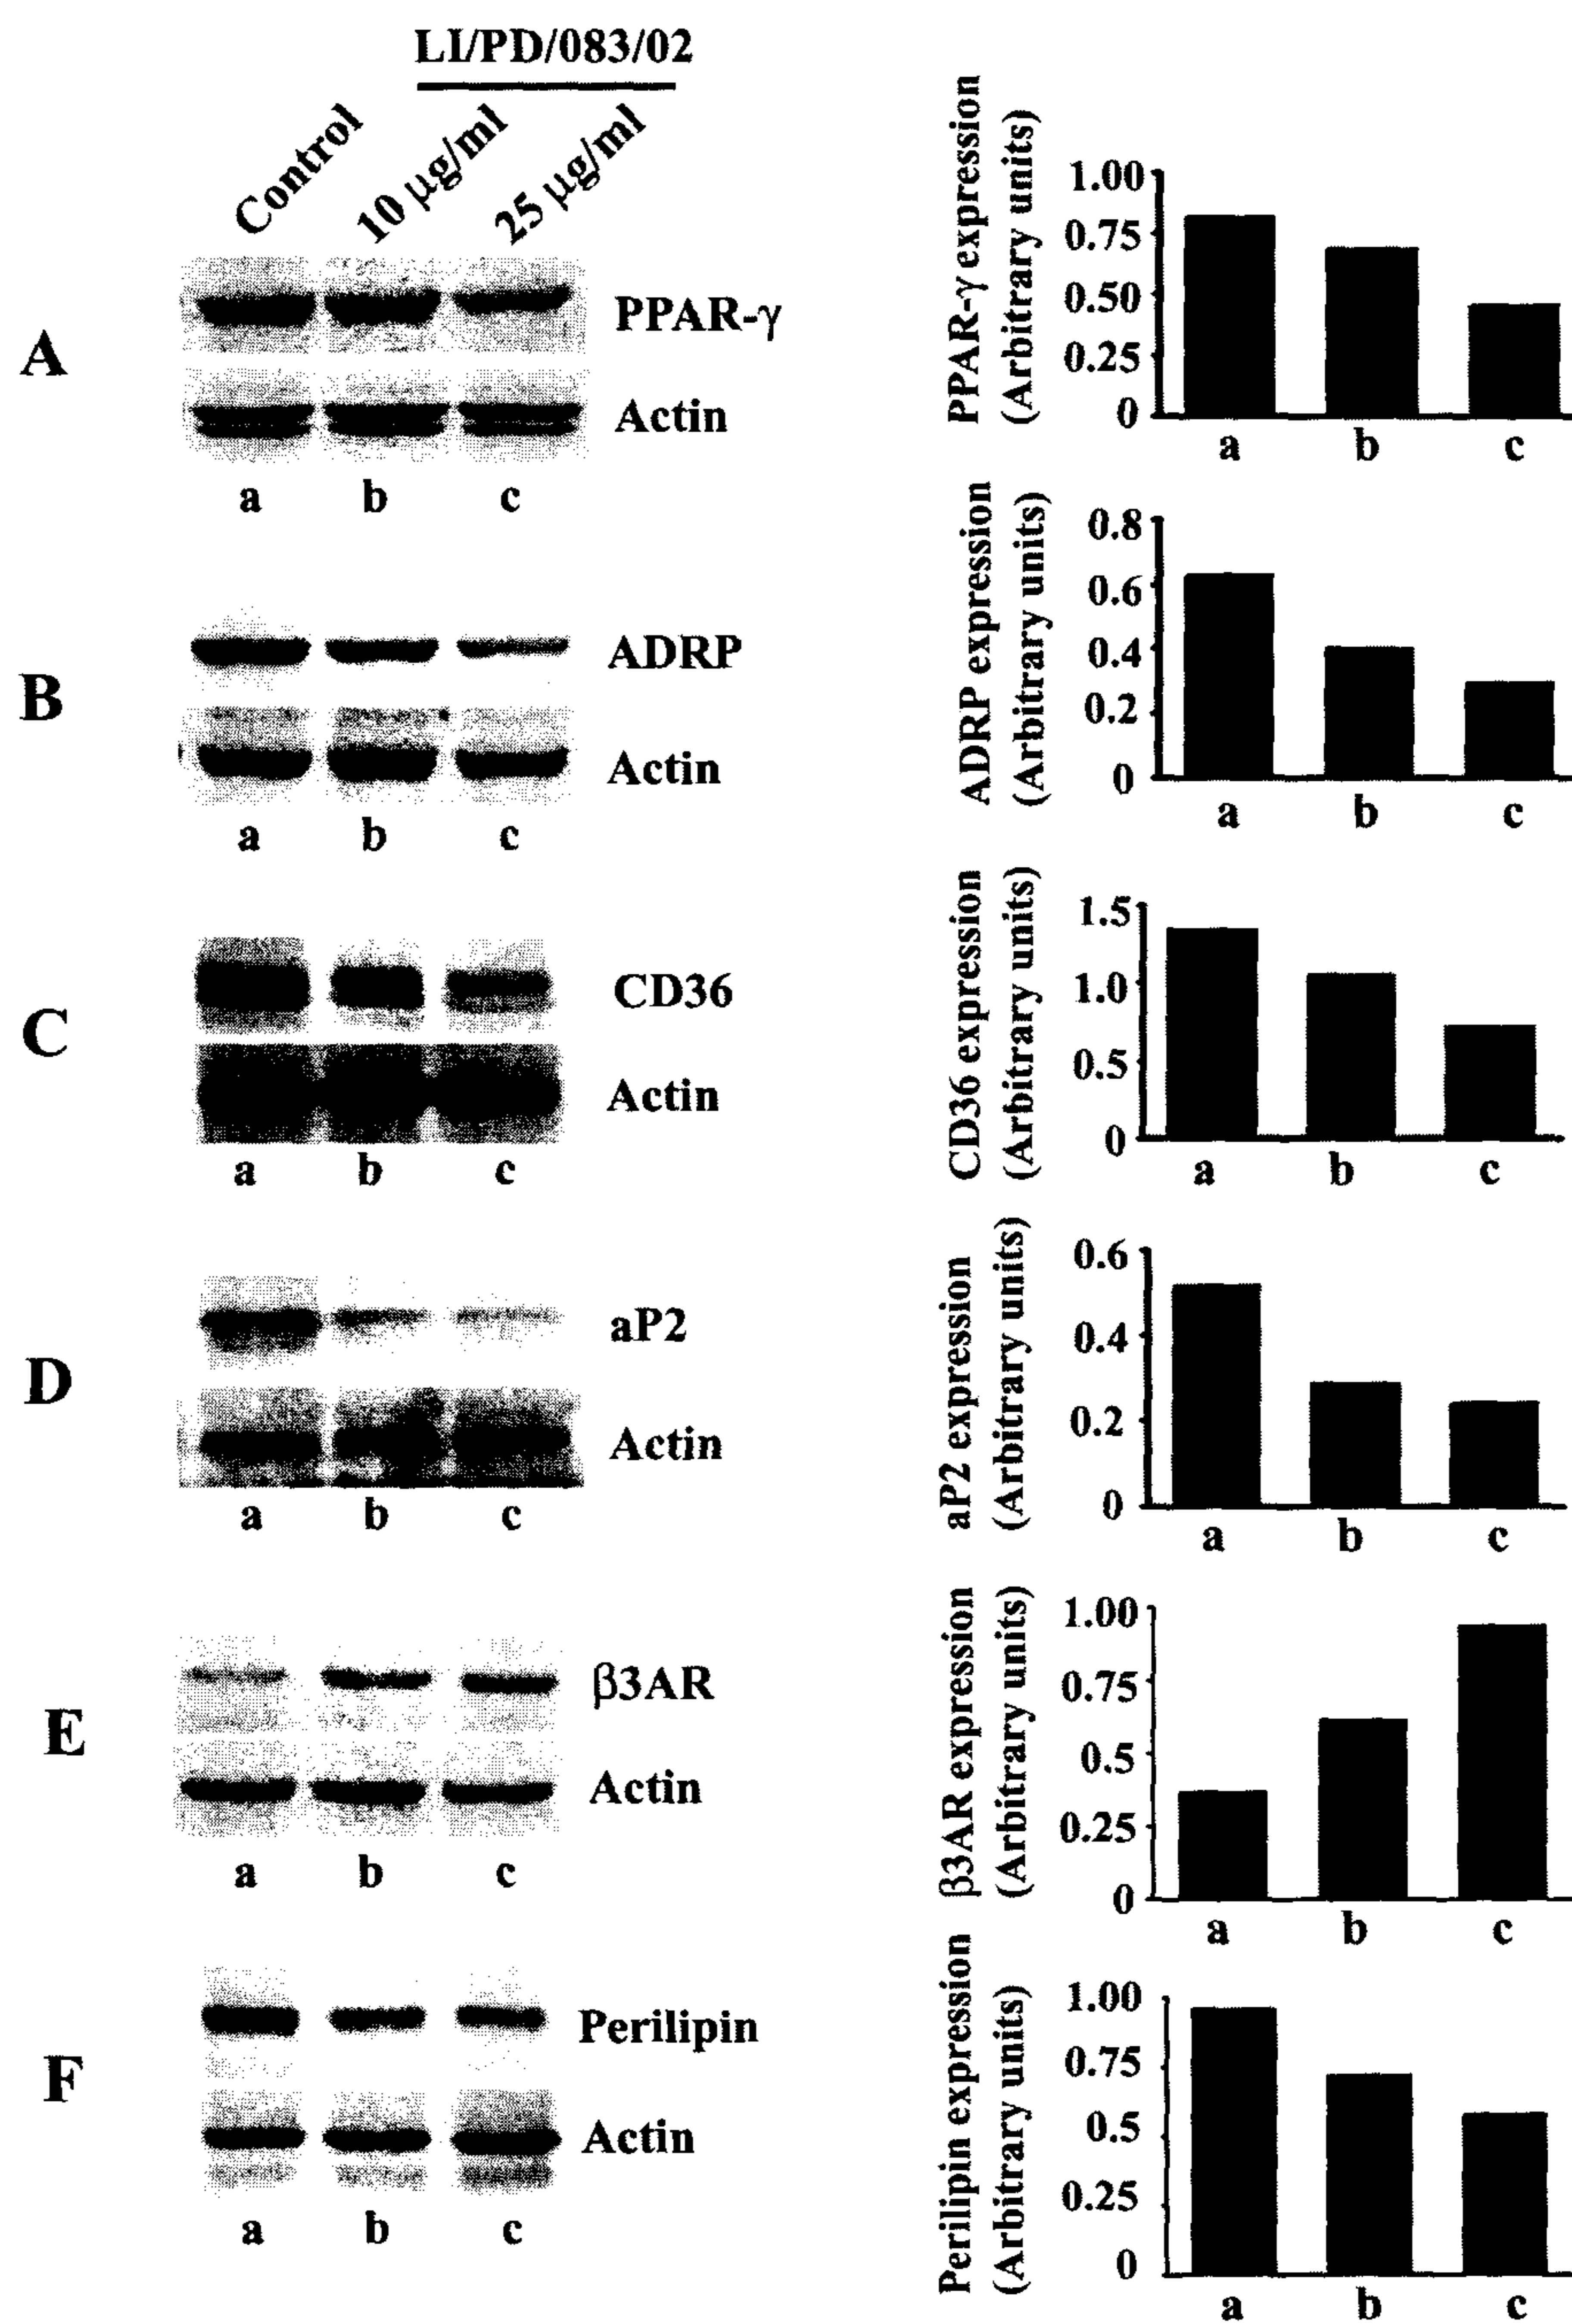 LI/PD/083/02
Control
10 µg/ml
25 µg/ml
A
PPAR-γ
Actin
a b c
PPAR-γ expression
(Arbitrary units)
1.00
0.75
0.50
0.25
0
a b c
B
ADRP
Actin
a b c
ADRP expression
(Arbitrary units)
0.8
0.6
0.4
0.2
0
a b c
C
CD36
Actin
a b c
CD36 expression
(Arbitrary units)
1.5
1.0
0.5
0
a b c
D
aP2
Actin
a b c
aP2 expression
(Arbitrary units)
0.6
0.4
0.2
0
a b c
E
β3AR
Actin
a b c
β3AR expression
(Arbitrary units)
1.00
0.75
0.5
0.25
0
a b c
F
Perilipin
Actin
a b c
Perilipin expression
(Arbitrary units)
1.00
0.75
0.5
0.25
0
a b c